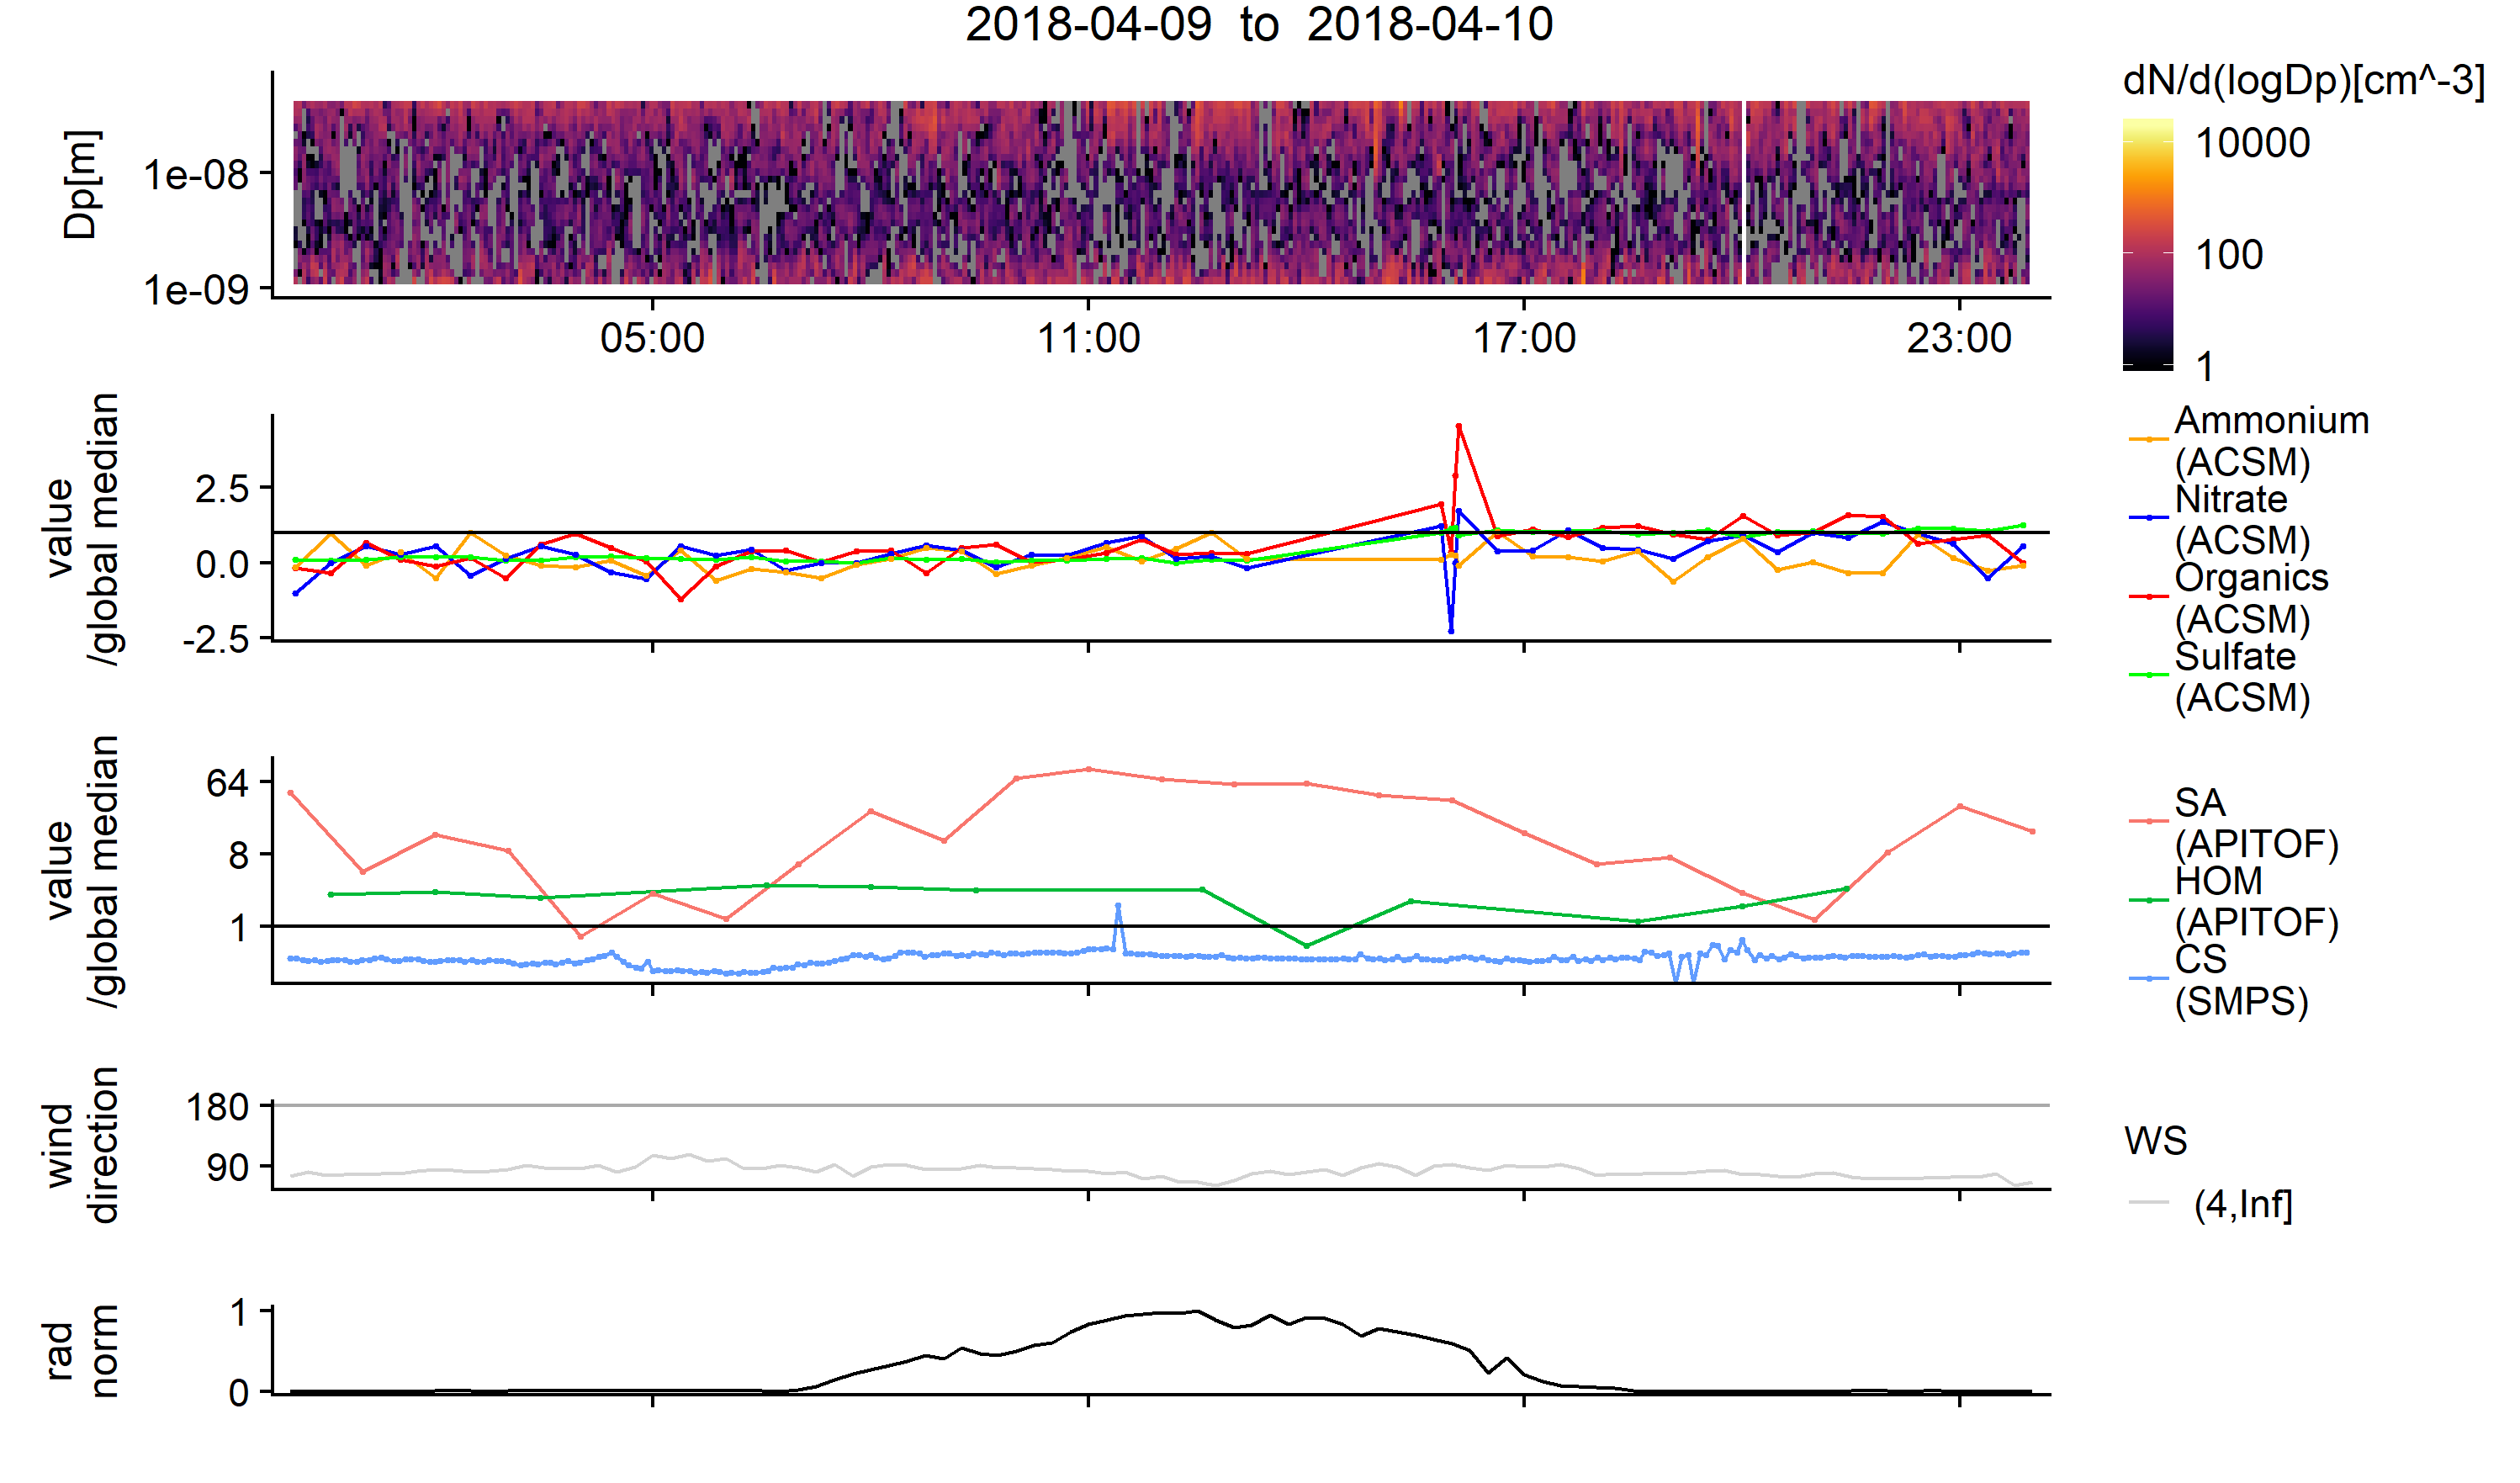 2018-04-09 to 2018-04-10
Dp[m]
1e-08
1e-09
05:00
11:00
17:00
23:00
dN/d(logDp)[cm^-3]
10000
100
1
value
/global median
2.5
0.0
-2.5
Ammonium
(ACSM)
Nitrate
(ACSM)
Organics
(ACSM)
Sulfate
(ACSM)
value
/global median
64
8
1
SA
(APITOF)
HOM
(APITOF)
CS
(SMPS)
wind
direction
180
90
WS
(4,Inf]
rad
norm
1
0